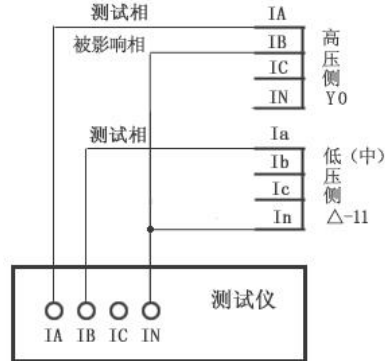 测试相
IA
被影响相
IB
高
压
侧
Y0
IC
IN
测试相
Ia
Ib
Ic
In
低（中）
压
侧
△-11
测试仪
IA IB IC IN